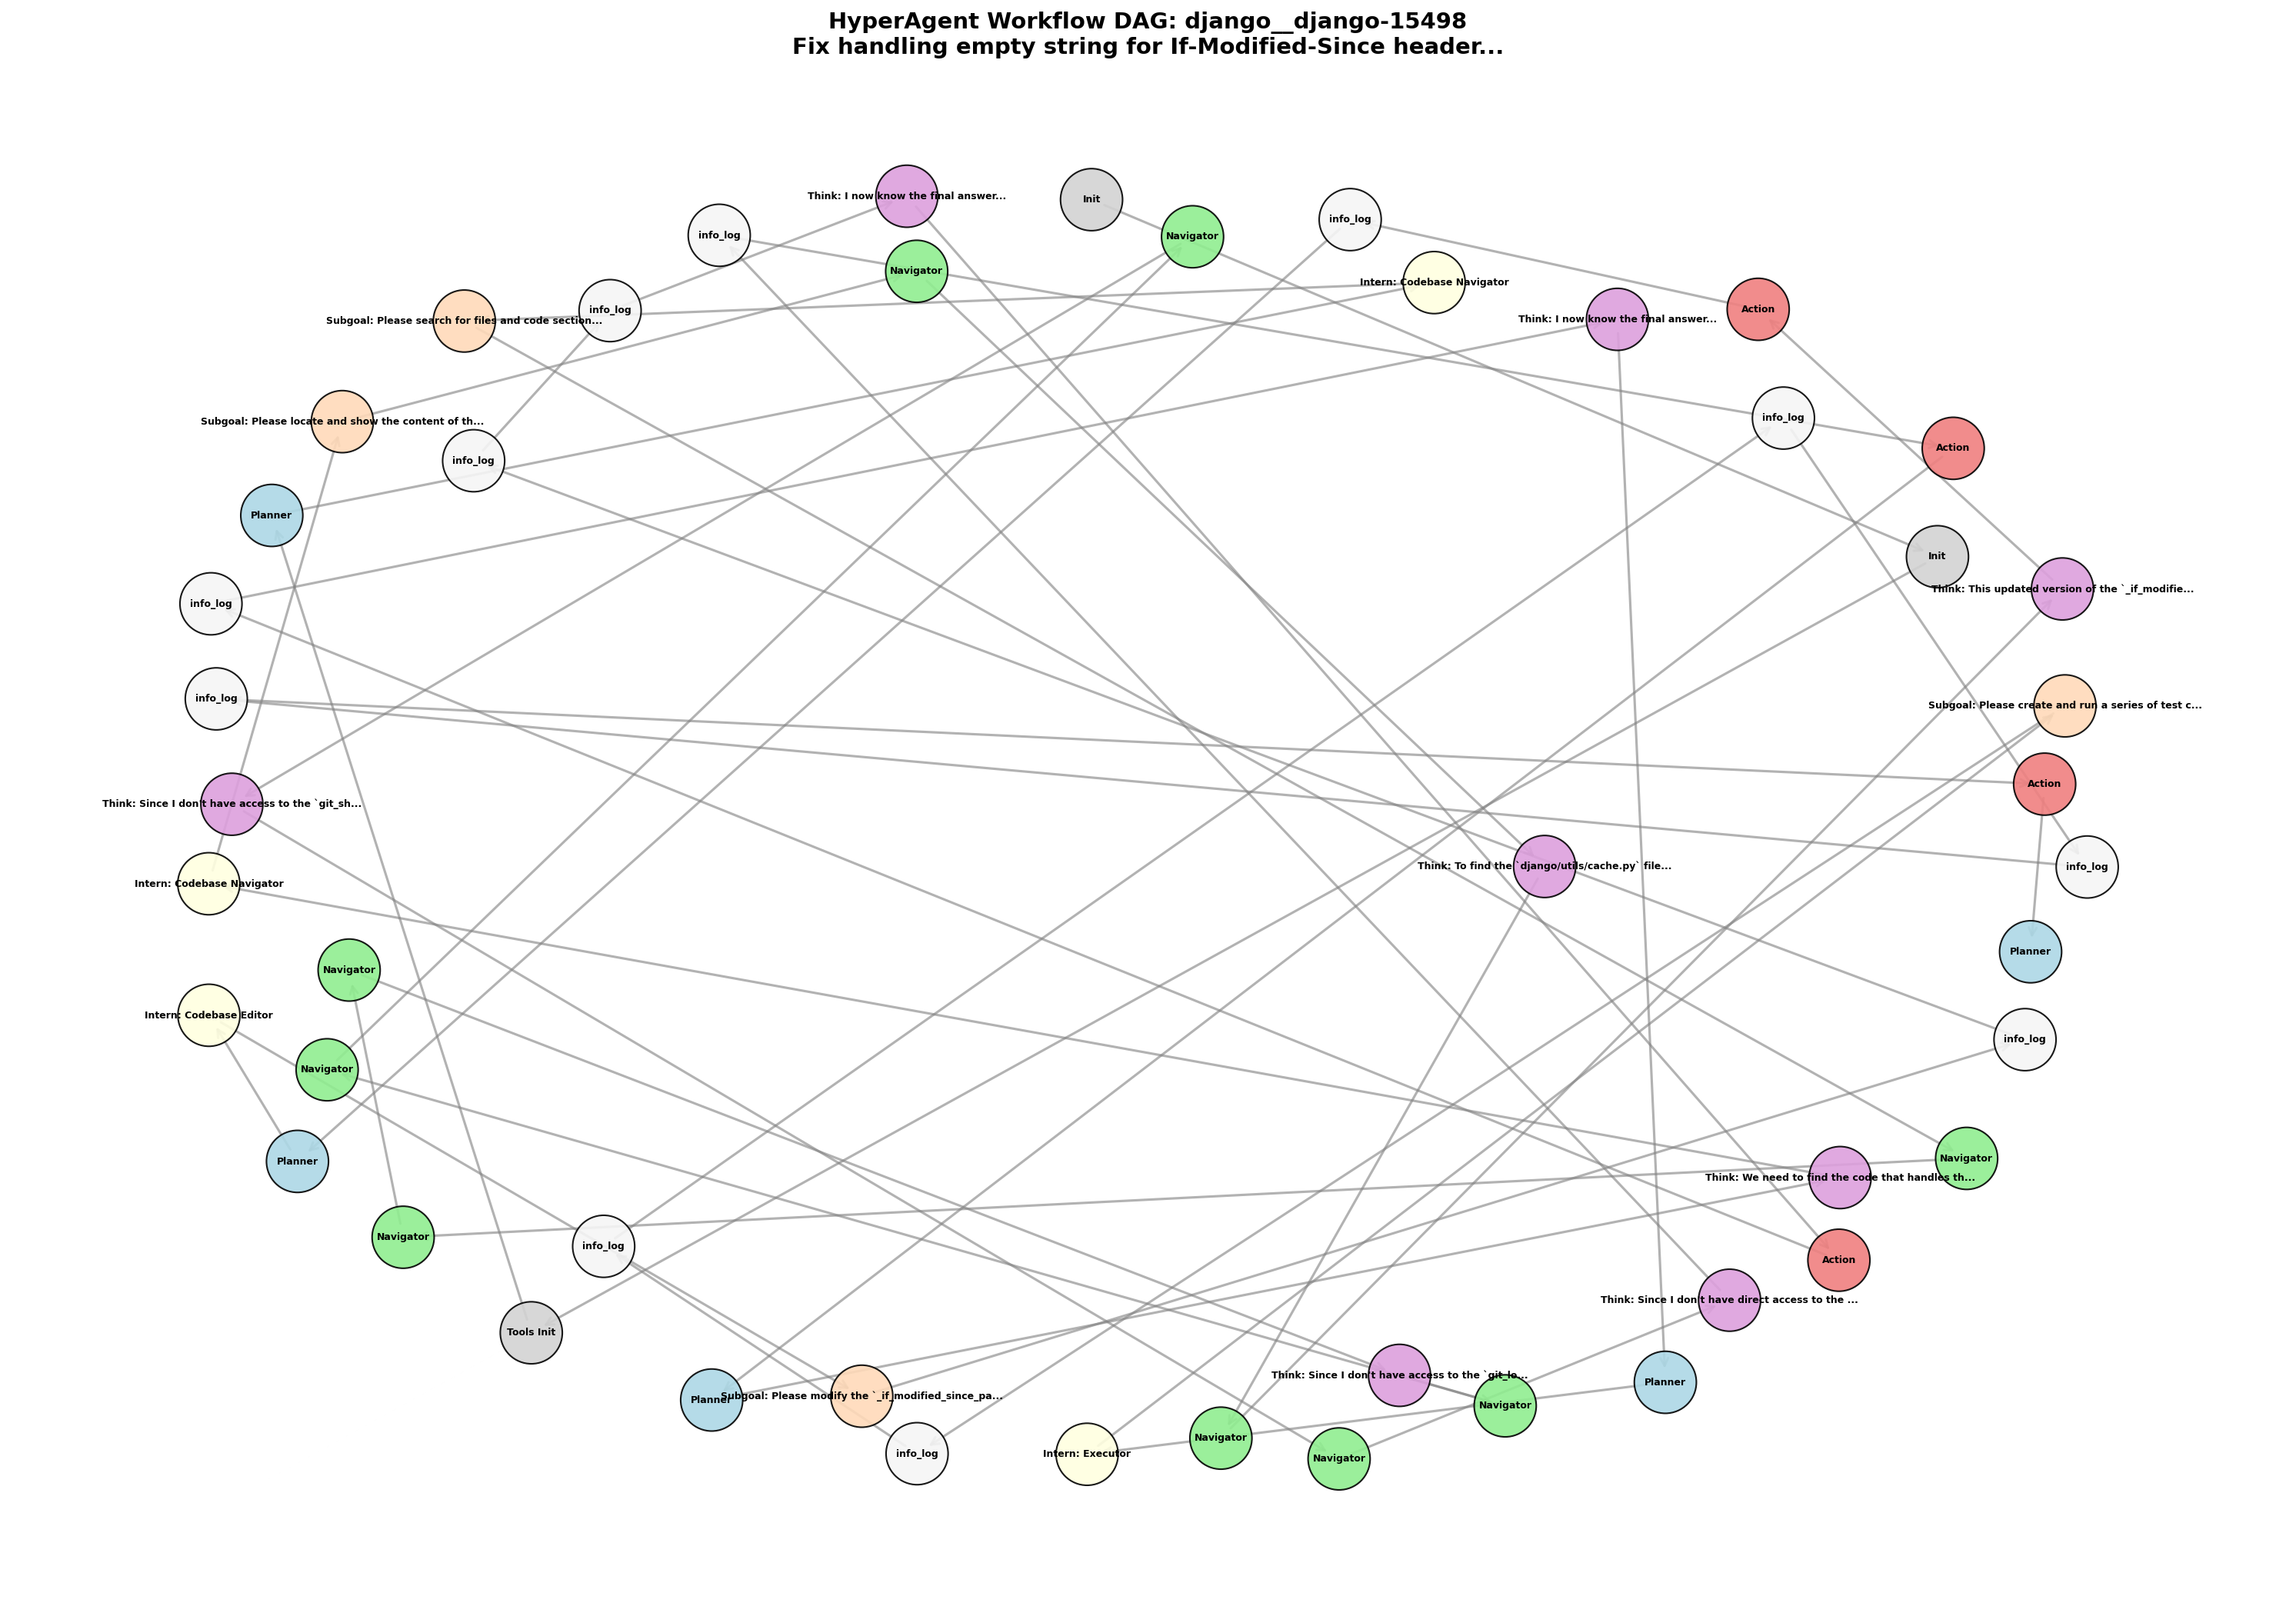 HyperAgent Workflow DAG: django__django-15498
Fix handling empty string for If-Modified-Since header...
Think: I now know the final answer...
Init
info_log
info_log
Navigator
Navigator
Intern: Codebase Navigator
Action
info_log
Think: I now know the final answer...
Subgoal: Please search for files and code section...
info_log
Subgoal: Please locate and show the content of th...
Action
info_log
Planner
Init
Think: This updated version of the `_if_modifie...
info_log
info_log
Subgoal: Please create and run a series of test c...
Action
Think: Since I don't have access to the `git_sh...
Think: To find the `django/utils/cache.py` file...
info_log
Intern: Codebase Navigator
Planner
Navigator
Intern: Codebase Editor
info_log
Navigator
Planner
Navigator
Think: We need to find the code that handles th...
Navigator
info_log
Action
Think: Since I don't have direct access to the ...
Tools Init
Think: Since I don't have access to the `git_lo...
Planner
Planner
Subgoal: Please modify the `_if_modified_since_pa...
Navigator
Navigator
info_log
Intern: Executor
Navigator